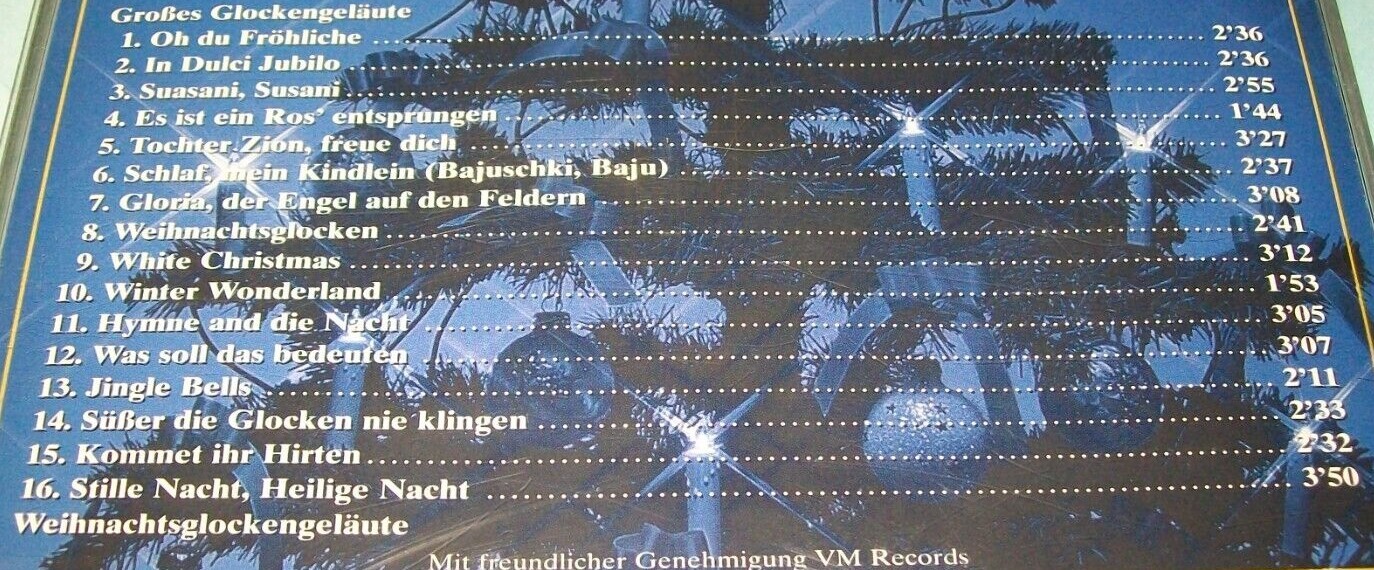 Großes Glockengeläute
1. Oh du Fröhliche 2'36
2. In Dulci Jubilo 2'36
3. Suasani, Susani 2'55
4. Es ist ein Ros' entsprungen 1'44
5. Tochter Zion, freue dich 3'27
6. Schlaf, mein Kindlein (Bajuschki, Baju) 2'37
7. Gloria, der Engel auf den Feldern 3'08
8. Weihnachtsglocken 2'41
9. White Christmas 3'12
10. Winter Wonderland 1'53
11. Hymne and die Nacht 3'05
12. Was soll das bedeuten 3'07
13. Jingle Bells 2'11
14. Süßer die Glocken nie klingen 2'33
15. Kommet ihr Hirten 2'32
16. Stille Nacht, Heilige Nacht 3'50
Weihnachtsglockengeläute
Mit freundlicher Genehmigung VM Records